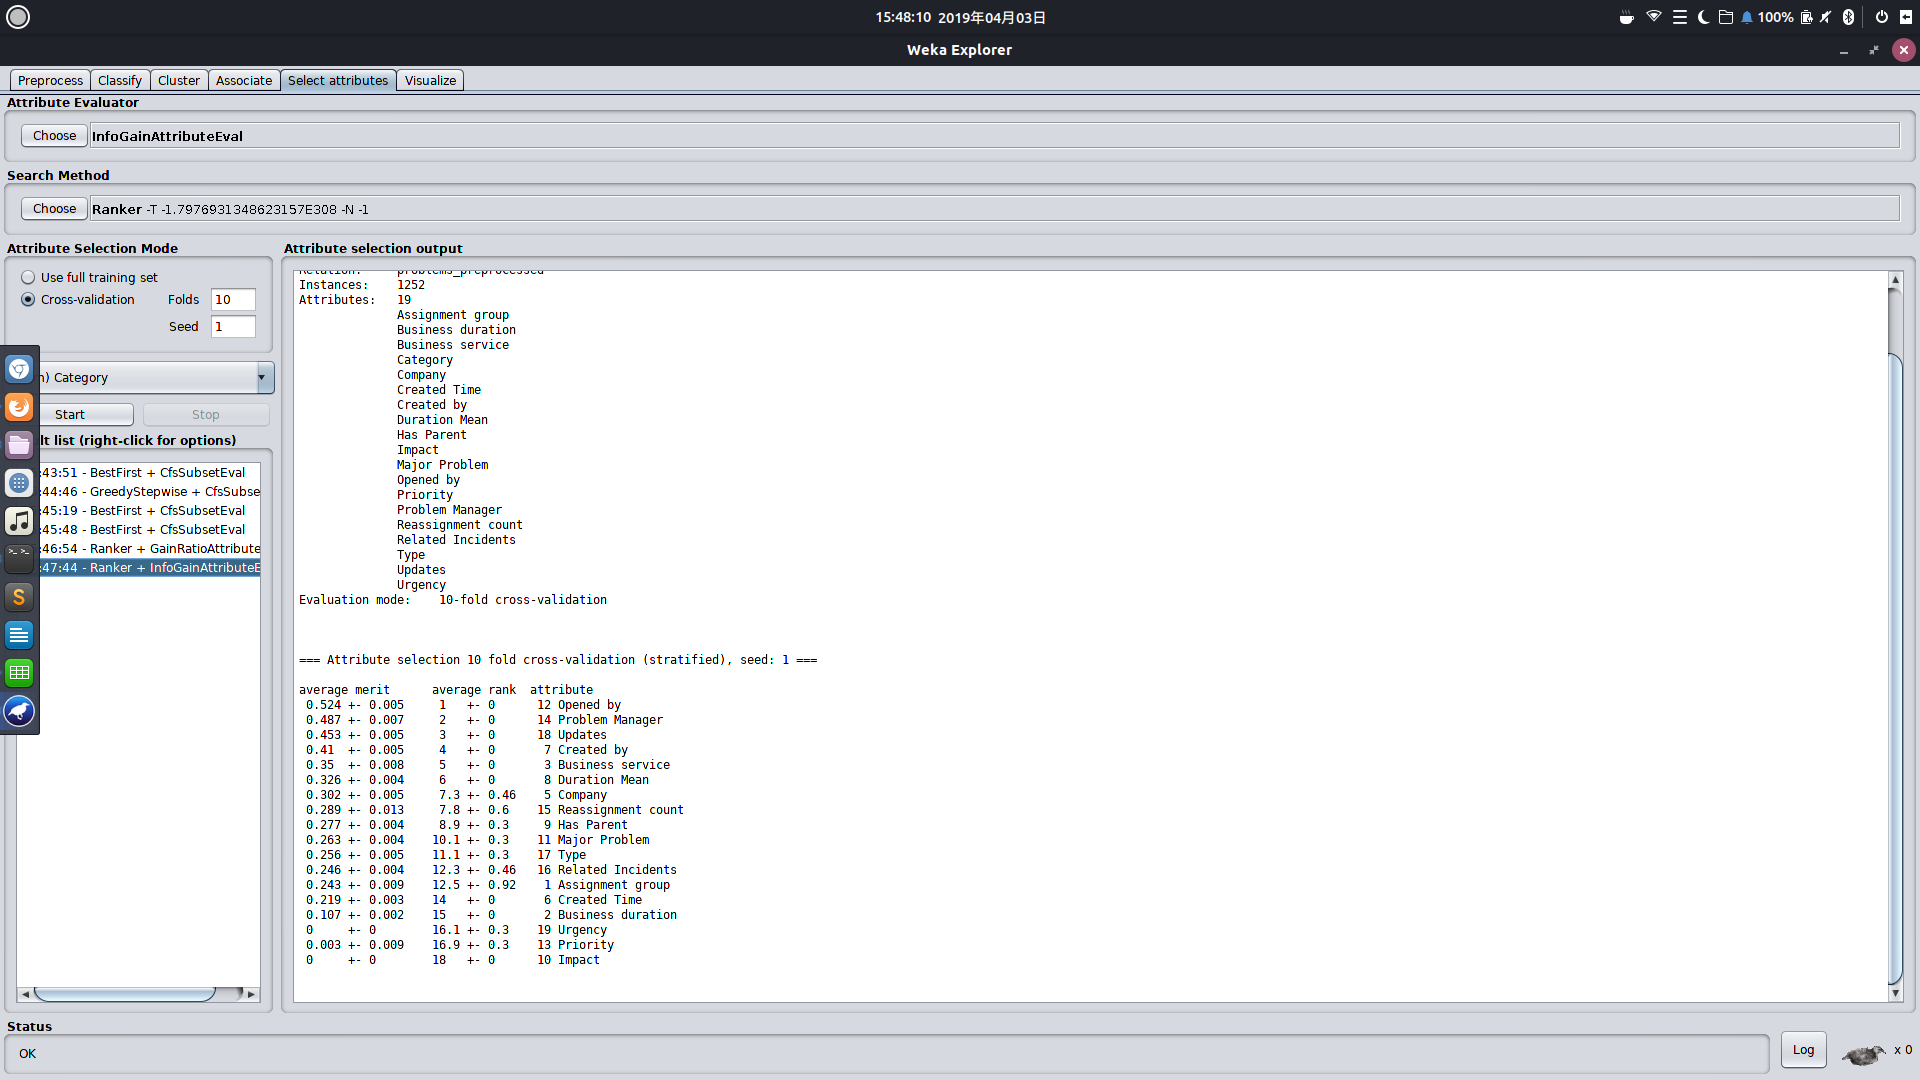 15:48:10 2019年04月03日
100%
Weka Explorer
Preprocess Classify Cluster Associate Select attributes Visualize
Attribute Evaluator
Choose InfoGainAttributeEval
Search Method
Choose Ranker -T -1.7976931348623157E308 -N -1
Attribute Selection Mode
Use full training set
Cross-validation Folds 10
Seed 1
) Category
Start Stop
lt list (right-click for options)
:43:51 - BestFirst + CfsSubsetEval
:44:46 - GreedyStepwise + CfsSubse
:45:19 - BestFirst + CfsSubsetEval
:45:48 - BestFirst + CfsSubsetEval
:46:54 - Ranker + GainRatioAttribute
:47:44 - Ranker + InfoGainAttributeE
Attribute selection output
Relation: problems_preprocessed
Instances: 1252
Attributes: 19
Assignment group
Business duration
Business service
Category
Company
Created Time
Created by
Duration Mean
Has Parent
Impact
Major Problem
Opened by
Priority
Problem Manager
Reassignment count
Related Incidents
Type
Updates
Urgency
Evaluation mode: 10-fold cross-validation
=== Attribute selection 10 fold cross-validation (stratified), seed: 1 ===
average merit average rank attribute
0.524 +- 0.005 1 +- 0 12 Opened by
0.487 +- 0.007 2 +- 0 14 Problem Manager
0.453 +- 0.005 3 +- 0 18 Updates
0.41 +- 0.005 4 +- 0 7 Created by
0.35 +- 0.008 5 +- 0 3 Business service
0.326 +- 0.004 6 +- 0 8 Duration Mean
0.302 +- 0.005 7.3 +- 0.46 5 Company
0.289 +- 0.013 7.8 +- 0.6 15 Reassignment count
0.277 +- 0.004 8.9 +- 0.3 9 Has Parent
0.263 +- 0.004 10.1 +- 0.3 11 Major Problem
0.256 +- 0.005 11.1 +- 0.3 17 Type
0.246 +- 0.004 12.3 +- 0.46 16 Related Incidents
0.243 +- 0.009 12.5 +- 0.92 1 Assignment group
0.219 +- 0.003 14 +- 0 6 Created Time
0.107 +- 0.002 15 +- 0 2 Business duration
0 +- 0 16.1 +- 0.3 19 Urgency
0.003 +- 0.009 16.9 +- 0.3 13 Priority
0 +- 0 18 +- 0 10 Impact
Status
OK
Log
x 0